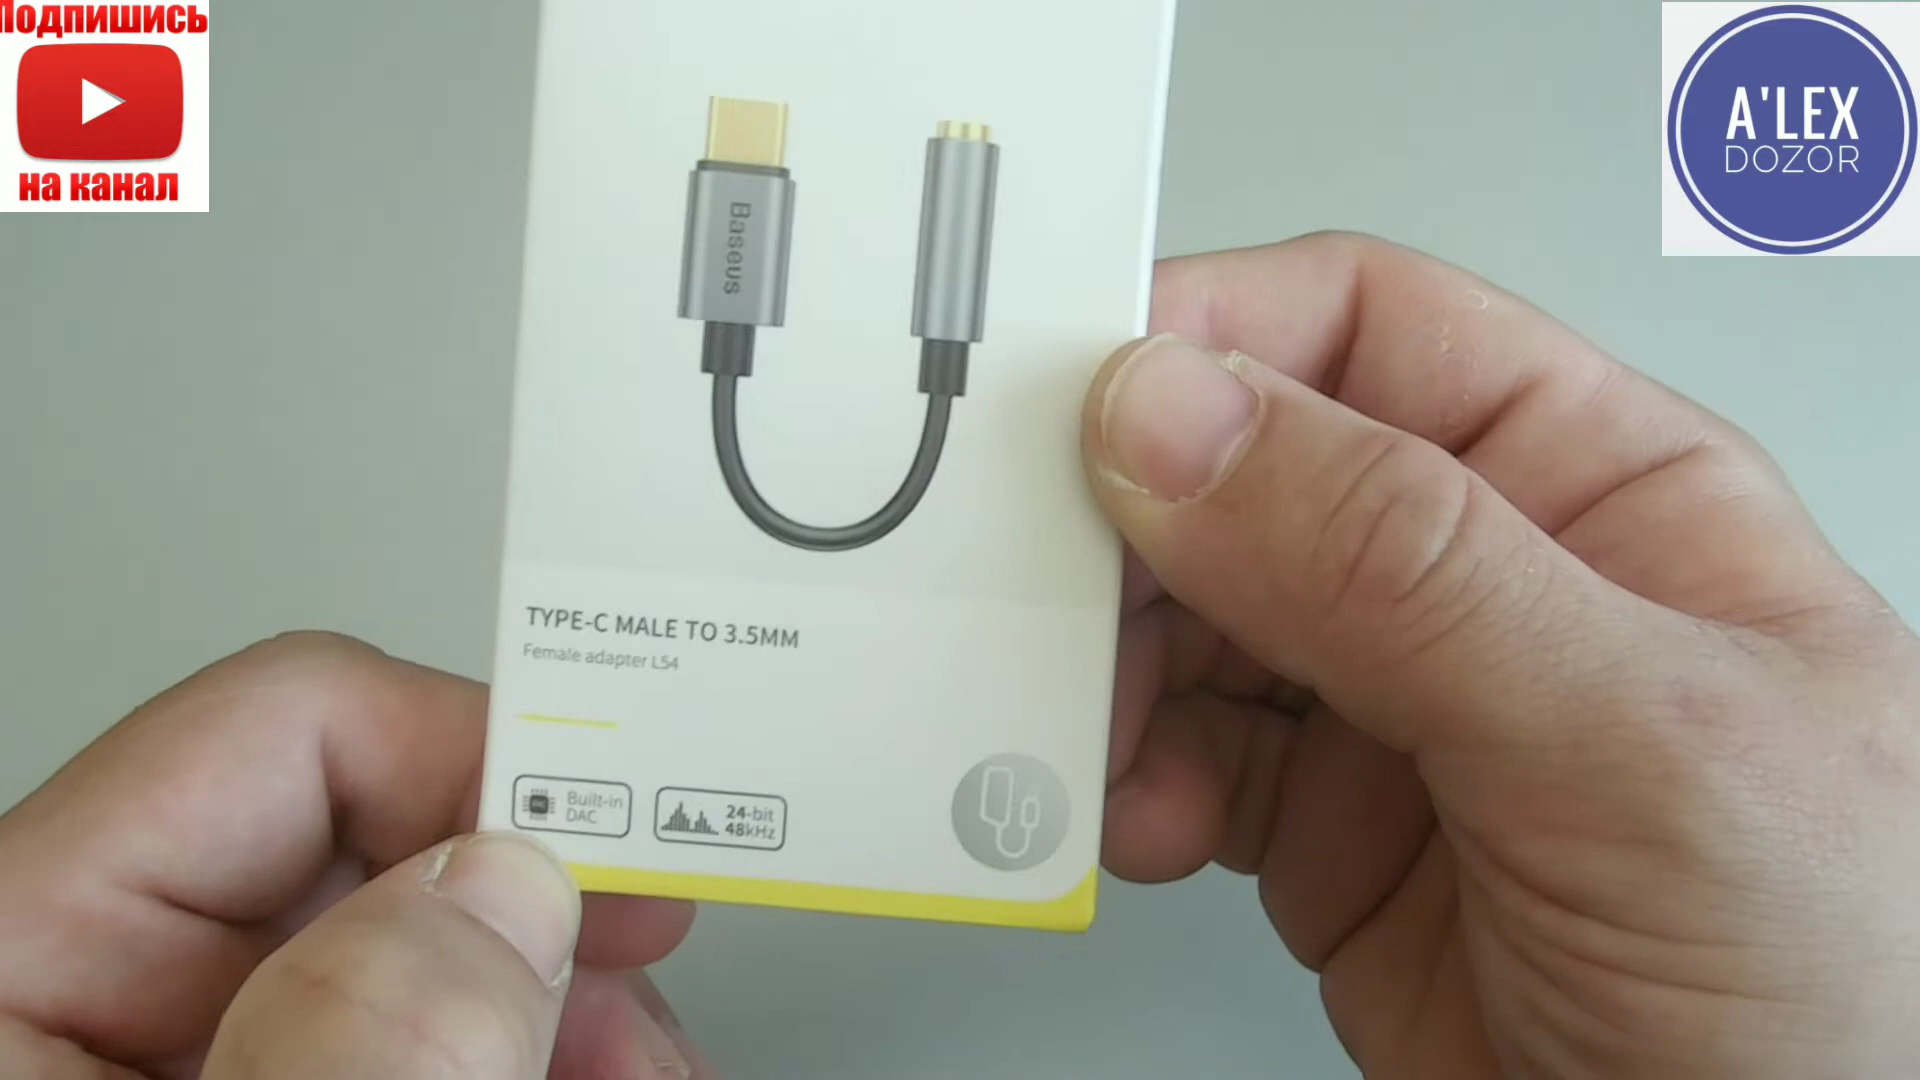 Подпишись
на канал
A'LEX
DOZOR
Baseus
TYPE-C MALE TO 3.5MM
Female adapter L54
Built-in
DAC
24-bit
48kHz